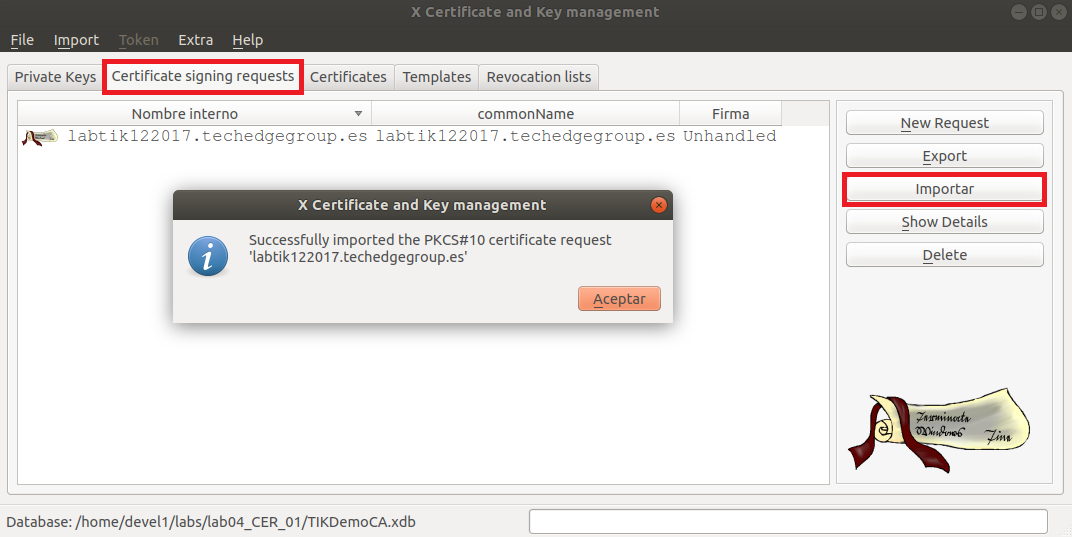 X Certificate and Key management
File Import Token Extra Help
Private Keys Certificate signing requests Certificates Templates Revocation lists
Nombre interno commonName Firma
labtik122017.techedgegroup.es labtik122017.techedgegroup.es Unhandled
New Request
Export
Importar
Show Details
Delete
X Certificate and Key management
Successfully imported the PKCS#10 certificate request
'labtik122017.techedgegroup.es'
Aceptar
Windows
Database: /home/devel1/labs/lab04_CER_01/TIKDemoCA.xdb